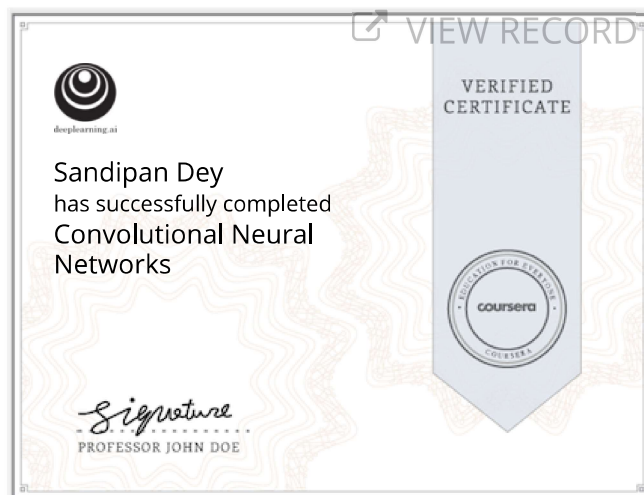 VIEW RECORD
VERIFIED
CERTIFICATE
deeplearning.ai
Sandipan Dey
has successfully completed
Convolutional Neural
Networks
EDUCATION FOR EVERYONE
coursera
COURSERA
Signature
PROFESSOR JOHN DOE